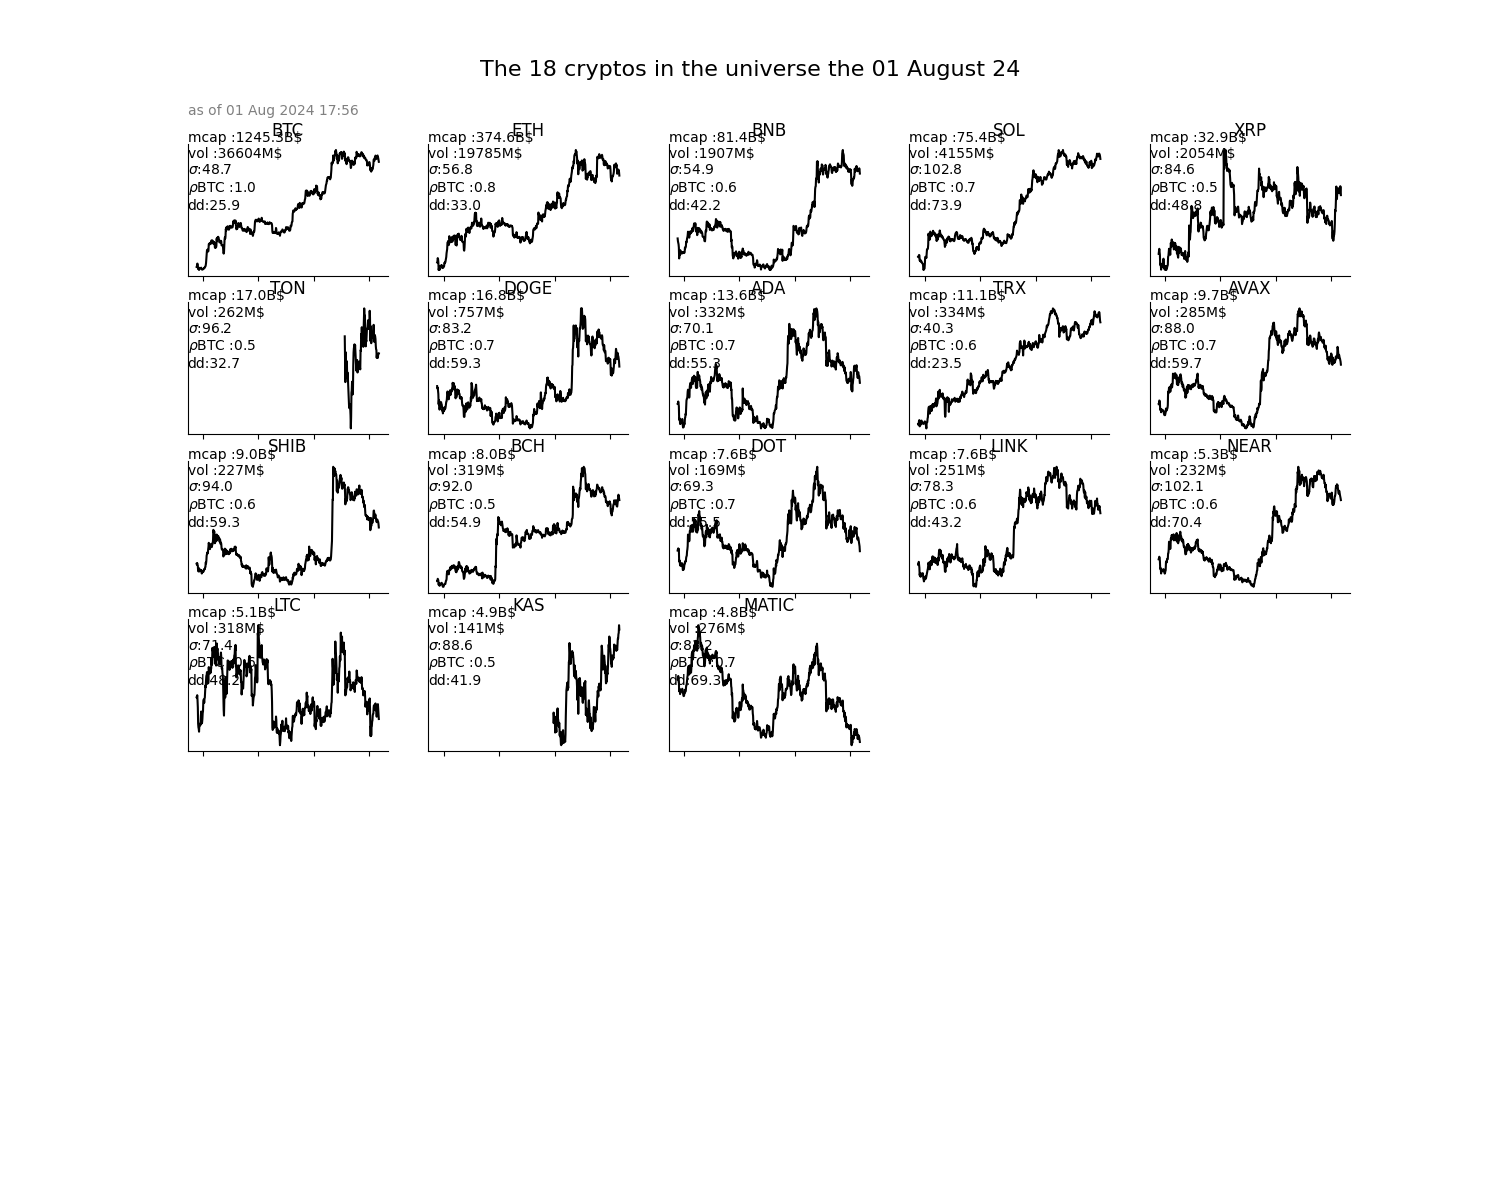 The 18 cryptos in the universe the 01 August 24
as of 01 Aug 2024 17:56
BTC
mcap :1245.3B$
vol :36604M$
σ:48.7
ρBTC :1.0
dd:25.9
ETH
mcap :374.6B$
vol :19785M$
σ:56.8
ρBTC :0.8
dd:33.0
BNB
mcap :81.4B$
vol :1907M$
σ:54.9
ρBTC :0.6
dd:42.2
SOL
mcap :75.4B$
vol :4155M$
σ:102.8
ρBTC :0.7
dd:73.9
XRP
mcap :32.9B$
vol :2054M$
σ:84.6
ρBTC :0.5
dd:48.8
TON
mcap :17.0B$
vol :262M$
σ:96.2
ρBTC :0.5
dd:32.7
DOGE
mcap :16.8B$
vol :757M$
σ:83.2
ρBTC :0.7
dd:59.3
ADA
mcap :13.6B$
vol :332M$
σ:70.1
ρBTC :0.7
dd:55.3
TRX
mcap :11.1B$
vol :334M$
σ:40.3
ρBTC :0.6
dd:23.5
AVAX
mcap :9.7B$
vol :285M$
σ:88.0
ρBTC :0.7
dd:59.7
SHIB
mcap :9.0B$
vol :227M$
σ:94.0
ρBTC :0.6
dd:59.3
BCH
mcap :8.0B$
vol :319M$
σ:92.0
ρBTC :0.5
dd:54.9
DOT
mcap :7.6B$
vol :169M$
σ:69.3
ρBTC :0.7
LINK
mcap :7.6B$
vol :251M$
σ:78.3
ρBTC :0.6
dd:43.2
NEAR
mcap :5.3B$
vol :232M$
σ:102.1
ρBTC :0.6
dd:70.4
LTC
mcap :5.1B$
vol :318M$
σ:71.4
ρBTC
dd:48.2
KAS
mcap :4.9B$
vol :141M$
σ:88.6
ρBTC :0.5
dd:41.9
MATIC
mcap :4.8B$
vol :276M$
ρBTC :0.7
dd:69.3